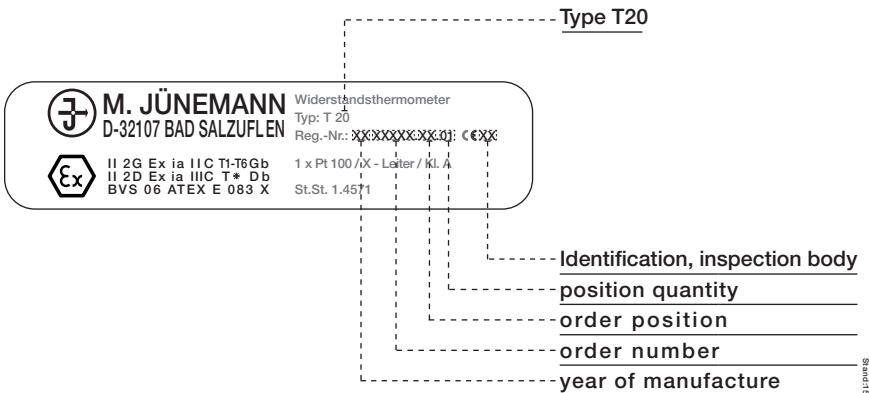 Type T20
M. JÜNEMANN
D-32107 BAD SALZUFLEN
Widerstandsthermometer
Typ: T 20
Reg.-Nr.: XX XXXXX.XX.01 CE XX
Ex
II 2G Ex ia IIC T1-T6Gb
II 2D Ex ia IIIC T* Db
BVS 06 ATEX E 083 X
1 x Pt 100 / X - Leiter / Kl. A
St.St. 1.4571
Identification, inspection body
position quantity
order position
order number
year of manufacture